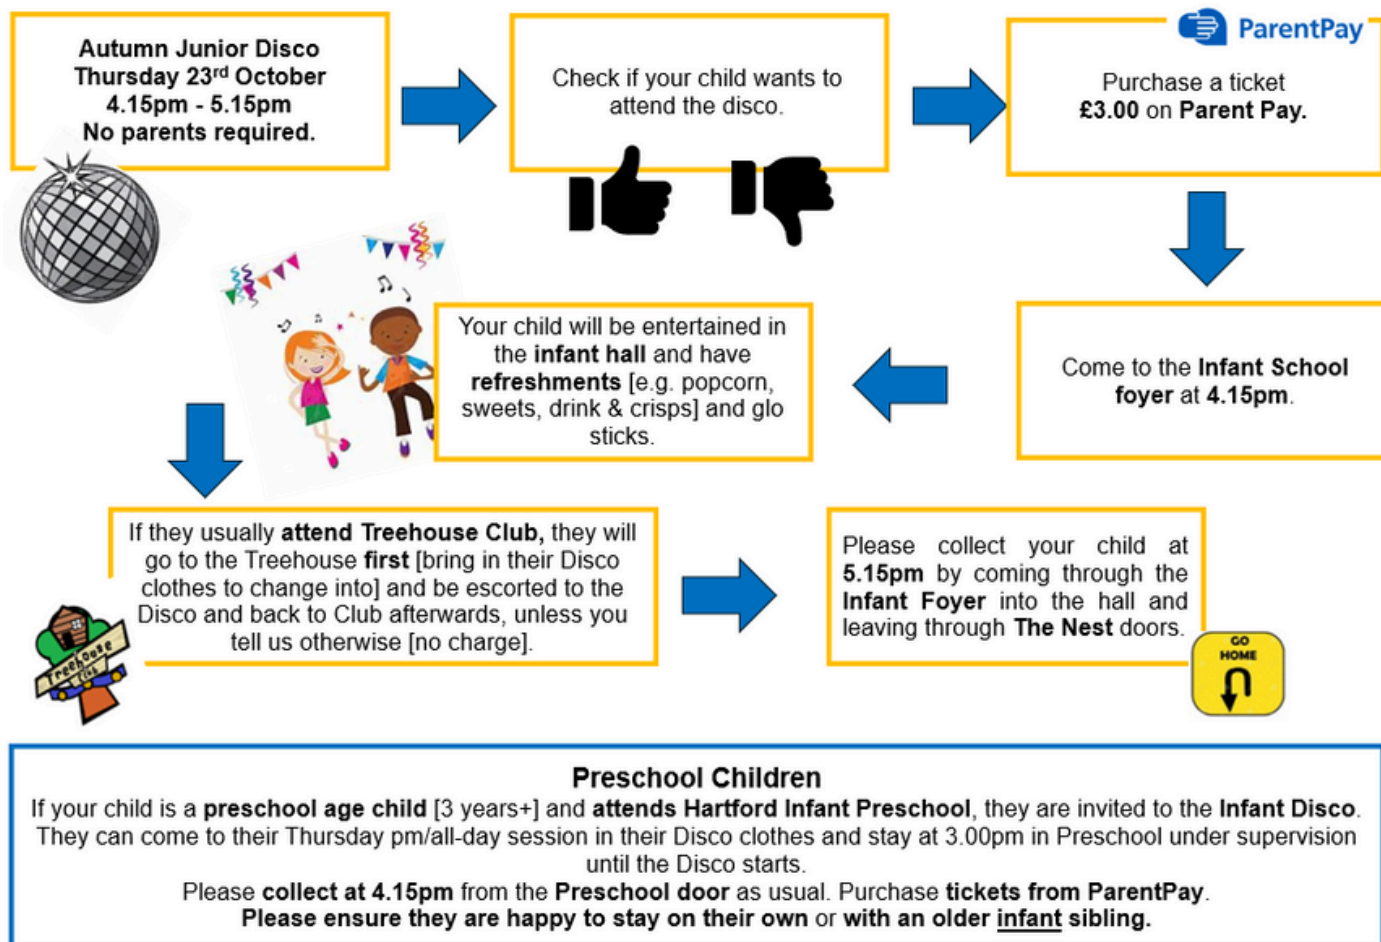 Autumn Junior Disco
Thursday 23rd October
4.15pm - 5.15pm
No parents required.
Check if your child wants to
attend the disco.
ParentPay
Purchase a ticket
£3.00 on Parent Pay.
Come to the Infant School
foyer at 4.15pm.
Your child will be entertained in
the infant hall and have
refreshments [e.g. popcorn,
sweets, drink & crisps] and glo
sticks.
If they usually attend Treehouse Club, they will
go to the Treehouse first [bring in their Disco
clothes to change into] and be escorted to the
Disco and back to Club afterwards, unless you
tell us otherwise [no charge].
Treehouse
Club
Please collect your child at
5.15pm by coming through the
Infant Foyer into the hall and
leaving through The Nest doors.
GO
HOME
Preschool Children
If your child is a preschool age child [3 years+] and attends Hartford Infant Preschool, they are invited to the Infant Disco.
They can come to their Thursday pm/all-day session in their Disco clothes and stay at 3.00pm in Preschool under supervision
until the Disco starts.
Please collect at 4.15pm from the Preschool door as usual. Purchase tickets from ParentPay.
Please ensure they are happy to stay on their own or with an older infant sibling.